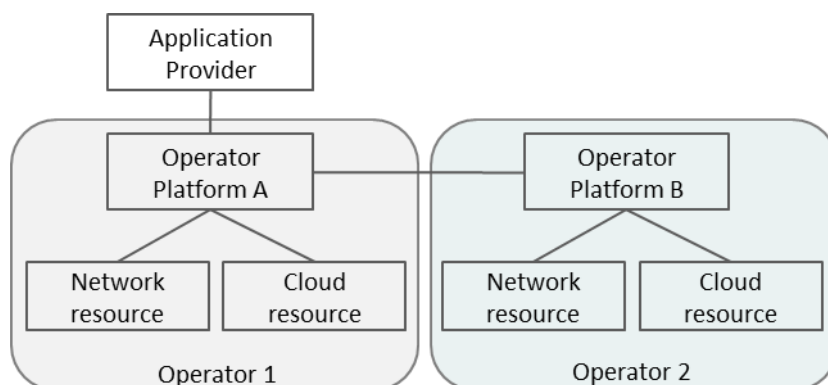 Application
Provider
Operator
Platform A
Operator
Platform B
Network
resource
Cloud
resource
Network
resource
Cloud
resource
Operator 1
Operator 2